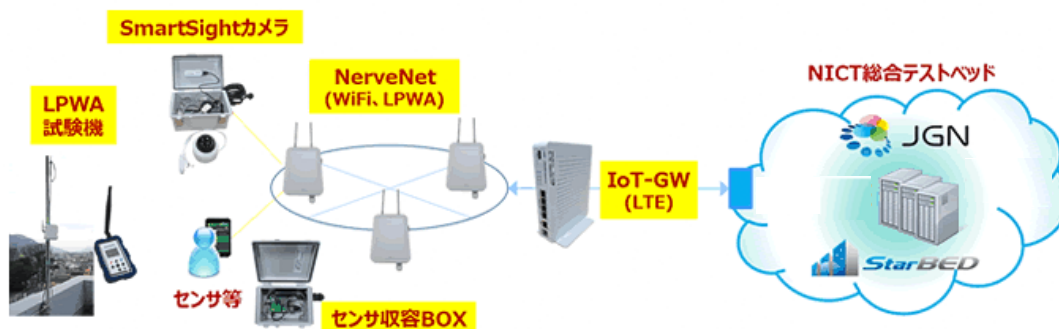 SmartSightカメラ
NerveNet
(WiFi、LPWA)
LPWA
試験機
NICT総合テストベッド
JGN
IoT-GW
(LTE)
StarBED
センサ等
センサ収容BOX